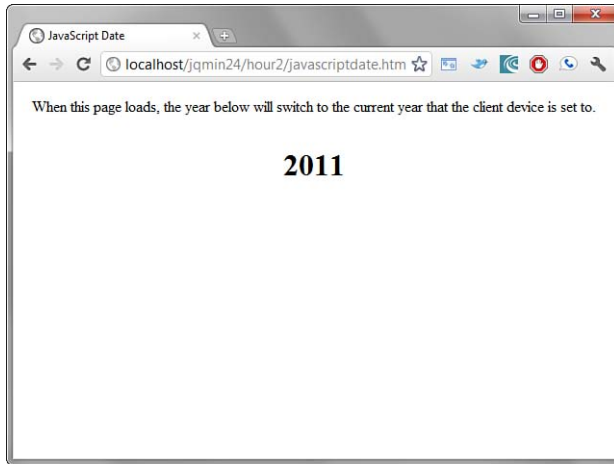 JavaScript Date
localhost/jqmin24/hour2/javascriptdate.htm
When this page loads, the year below will switch to the current year that the client device is set to.
2011